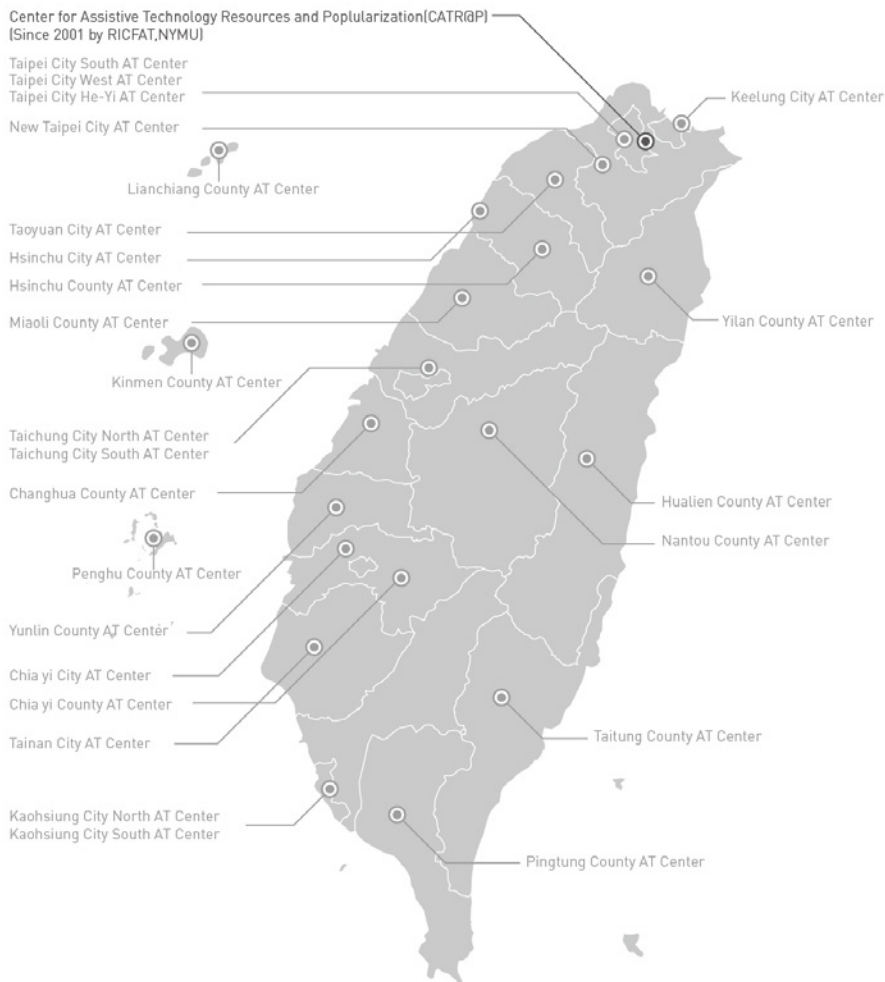 Center for Assistive Technology Resources and Poplularization(CATR@P)
(Since 2001 by RICFAT,NYMU)
Taipei City South AT Center
Taipei City West AT Center
Taipei City He-Yi AT Center
Keelung City AT Center
New Taipei City AT Center
Lianchiang County AT Center
Taoyuan City AT Center
Hsinchu City AT Center
Hsinchu County AT Center
Miaoli County AT Center
Yilan County AT Center
Kinmen County AT Center
Taichung City North AT Center
Taichung City South AT Center
Changhua County AT Center
Hualien County AT Center
Nantou County AT Center
Penghu County AT Center
Yunlin County AT Center
Chia yi City AT Center
Chia yi County AT Center
Tainan City AT Center
Taitung County AT Center
Kaohsiung City North AT Center
Kaohsiung City South AT Center
Pingtung County AT Center